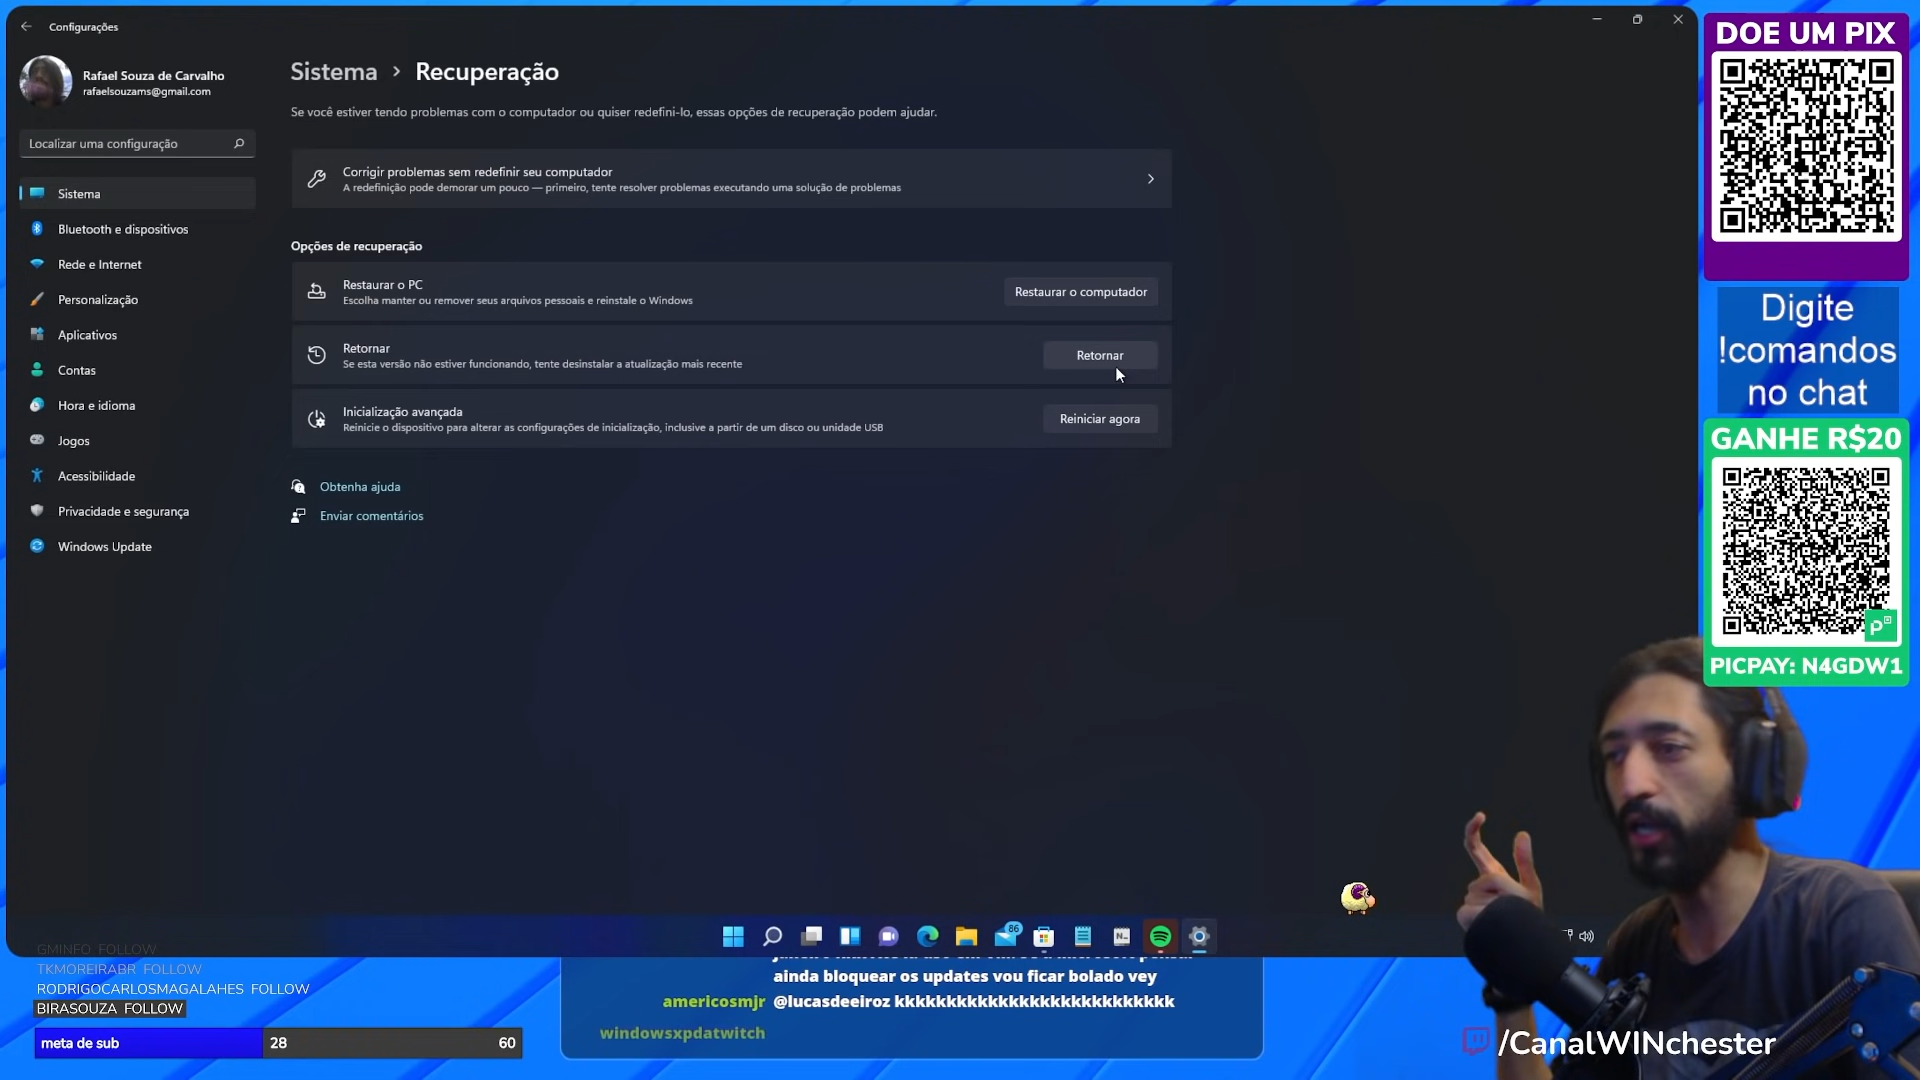 Configurações
Rafael Souza de Carvalho
rafaelsouzams@gmail.com
Localizar uma configuração
Sistema
Bluetooth e dispositivos
Rede e Internet
Personalização
Aplicativos
Contas
Hora e idioma
Jogos
Acessibilidade
Privacidade e segurança
Windows Update
Sistema > Recuperação
Se você estiver tendo problemas com o computador ou quiser redefini-lo, essas opções de recuperação podem ajudar.
Corrigir problemas sem redefinir seu computador
A redefinição pode demorar um pouco — primeiro, tente resolver problemas executando uma solução de problemas
Opções de recuperação
Restaurar o PC
Escolha manter ou remover seus arquivos pessoais e reinstale o Windows
Restaurar o computador
Retornar
Se esta versão não estiver funcionando, tente desinstalar a atualização mais recente
Retornar
Inicialização avançada
Reinicie o dispositivo para alterar as configurações de inicialização, inclusive a partir de um disco ou unidade USB
Reiniciar agora
Obtenha ajuda
Enviar comentários
DOE UM PIX
Digite
!comandos
no chat
GANHE R$20
PICPAY: N4GDW1
86
GMINFO FOLLOW
TKMOREIRABR FOLLOW
RODRIGOCARLOSMAGALAHES FOLLOW
BIRASOUZA FOLLOW
meta de sub 28 60
ainda bloquear os updates vou ficar bolado vey
americosmjr @lucasdeeiroz kkkkkkkkkkkkkkkkkkkkkkkkkk
windowsxpdatwitch
/CanalWINchester